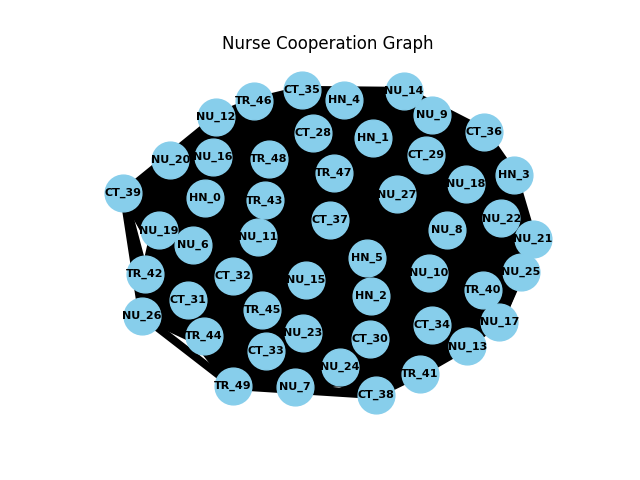 Nurse Cooperation Graph
CT_35
NU_14
HN_4
TR_46
NU_9
NU_12
CT_36
CT_28
HN_1
CT_29
NU_16
TR_48
NU_20
TR_47
HN_3
NU_18
CT_39
NU_27
HN_0
TR_43
CT_37
NU_22
NU_19
NU_8
NU_11
NU_21
NU_6
HN_5
TR_42
CT_32
NU_15
NU_10
NU_25
CT_31
HN_2
TR_40
NU_26
TR_45
NU_17
CT_34
TR_44
NU_23
CT_30
NU_13
CT_33
NU_24
TR_41
TR_49
NU_7
CT_38